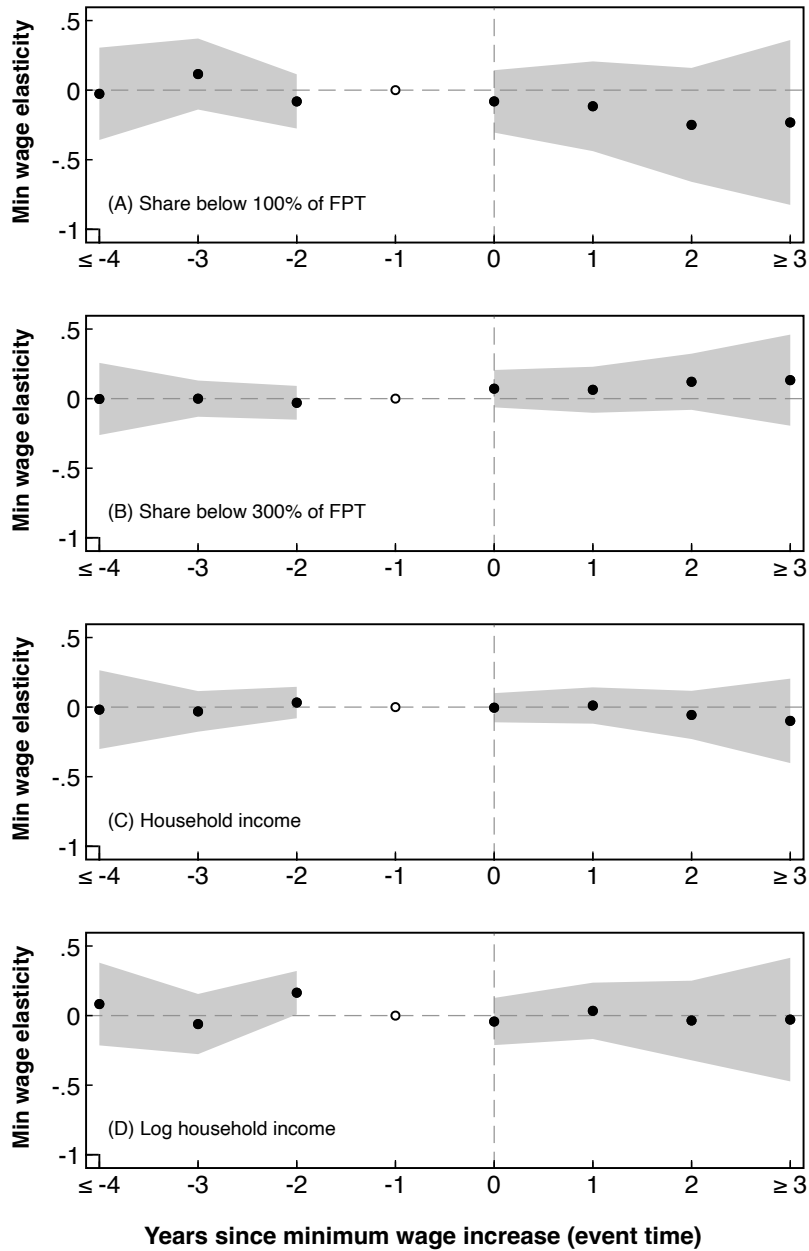 Min wage elasticity
.5
0
-.5
-1
(A) Share below 100% of FPT
≤ -4 -3 -2 -1 0 1 2 ≥ 3
Min wage elasticity
.5
0
-.5
-1
(B) Share below 300% of FPT
≤ -4 -3 -2 -1 0 1 2 ≥ 3
Min wage elasticity
.5
0
-.5
-1
(C) Household income
≤ -4 -3 -2 -1 0 1 2 ≥ 3
Min wage elasticity
.5
0
-.5
-1
(D) Log household income
≤ -4 -3 -2 -1 0 1 2 ≥ 3
Years since minimum wage increase (event time)